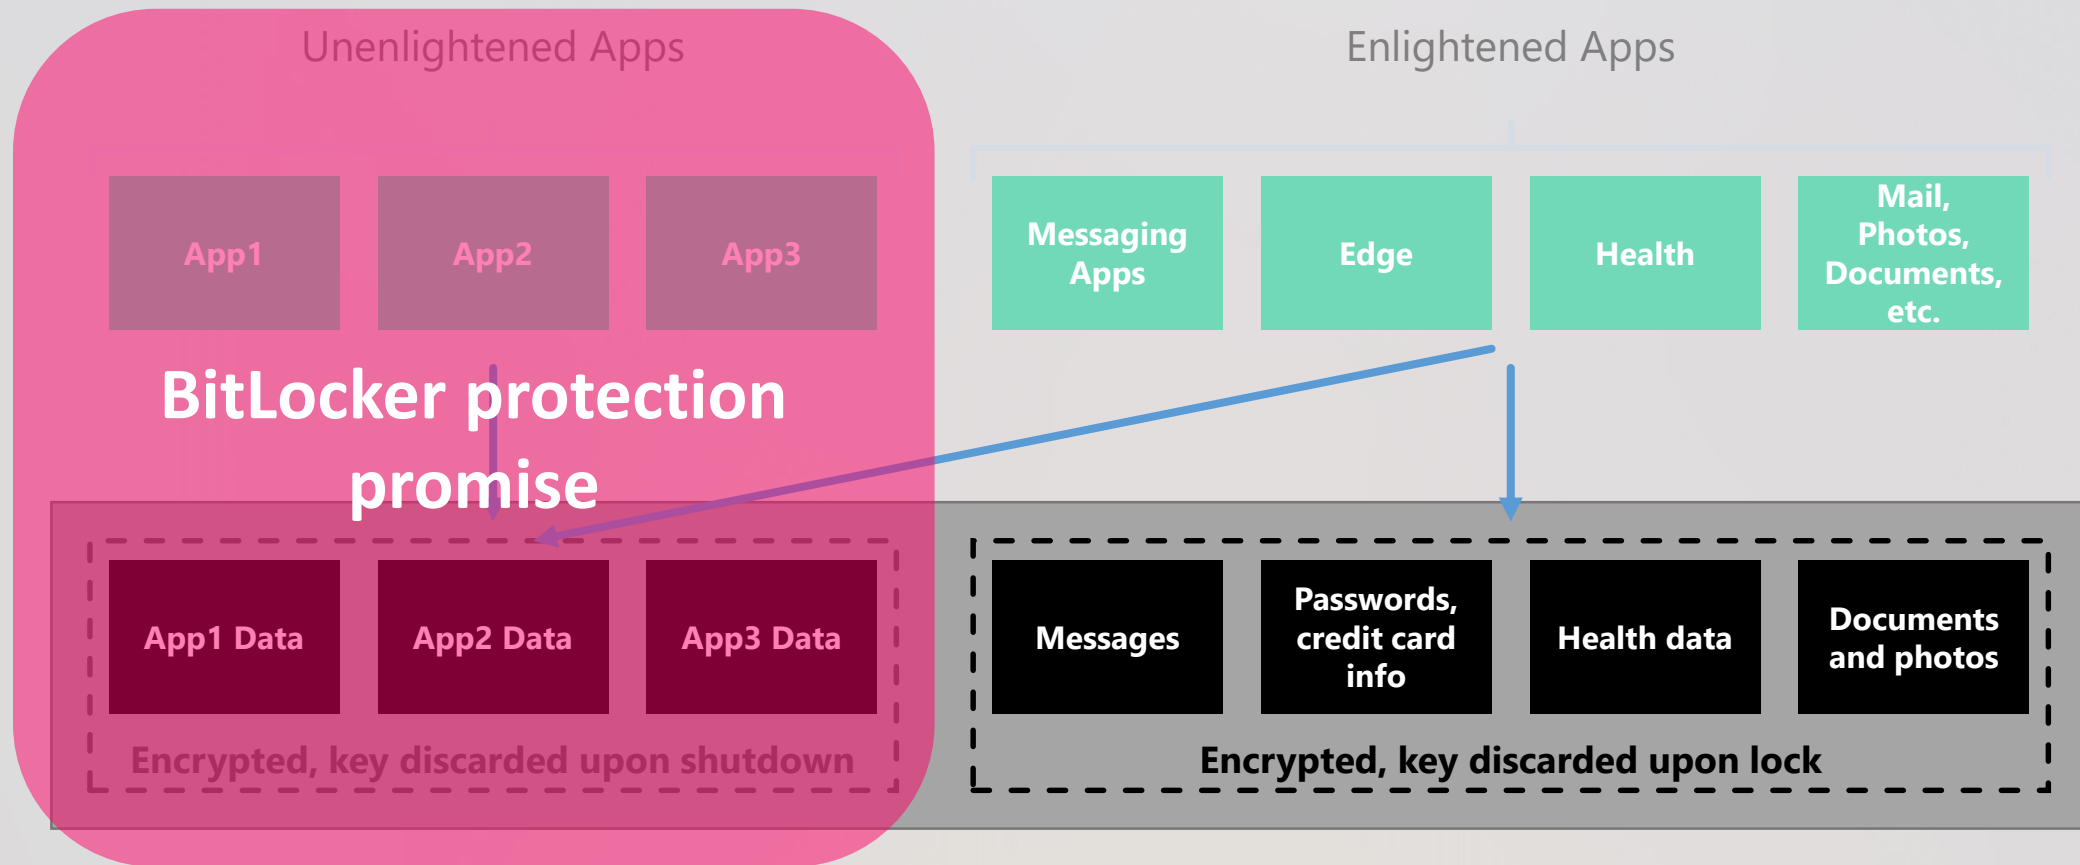 Unenlightened Apps
Enlightened Apps
App1
App2
App3
Messaging
Apps
Edge
Health
Mail,
Photos,
Documents,
etc.
BitLocker protection
promise
App1 Data
App2 Data
App3 Data
Messages
Passwords,
credit card
info
Health data
Documents
and photos
Encrypted, key discarded upon shutdown
Encrypted, key discarded upon lock